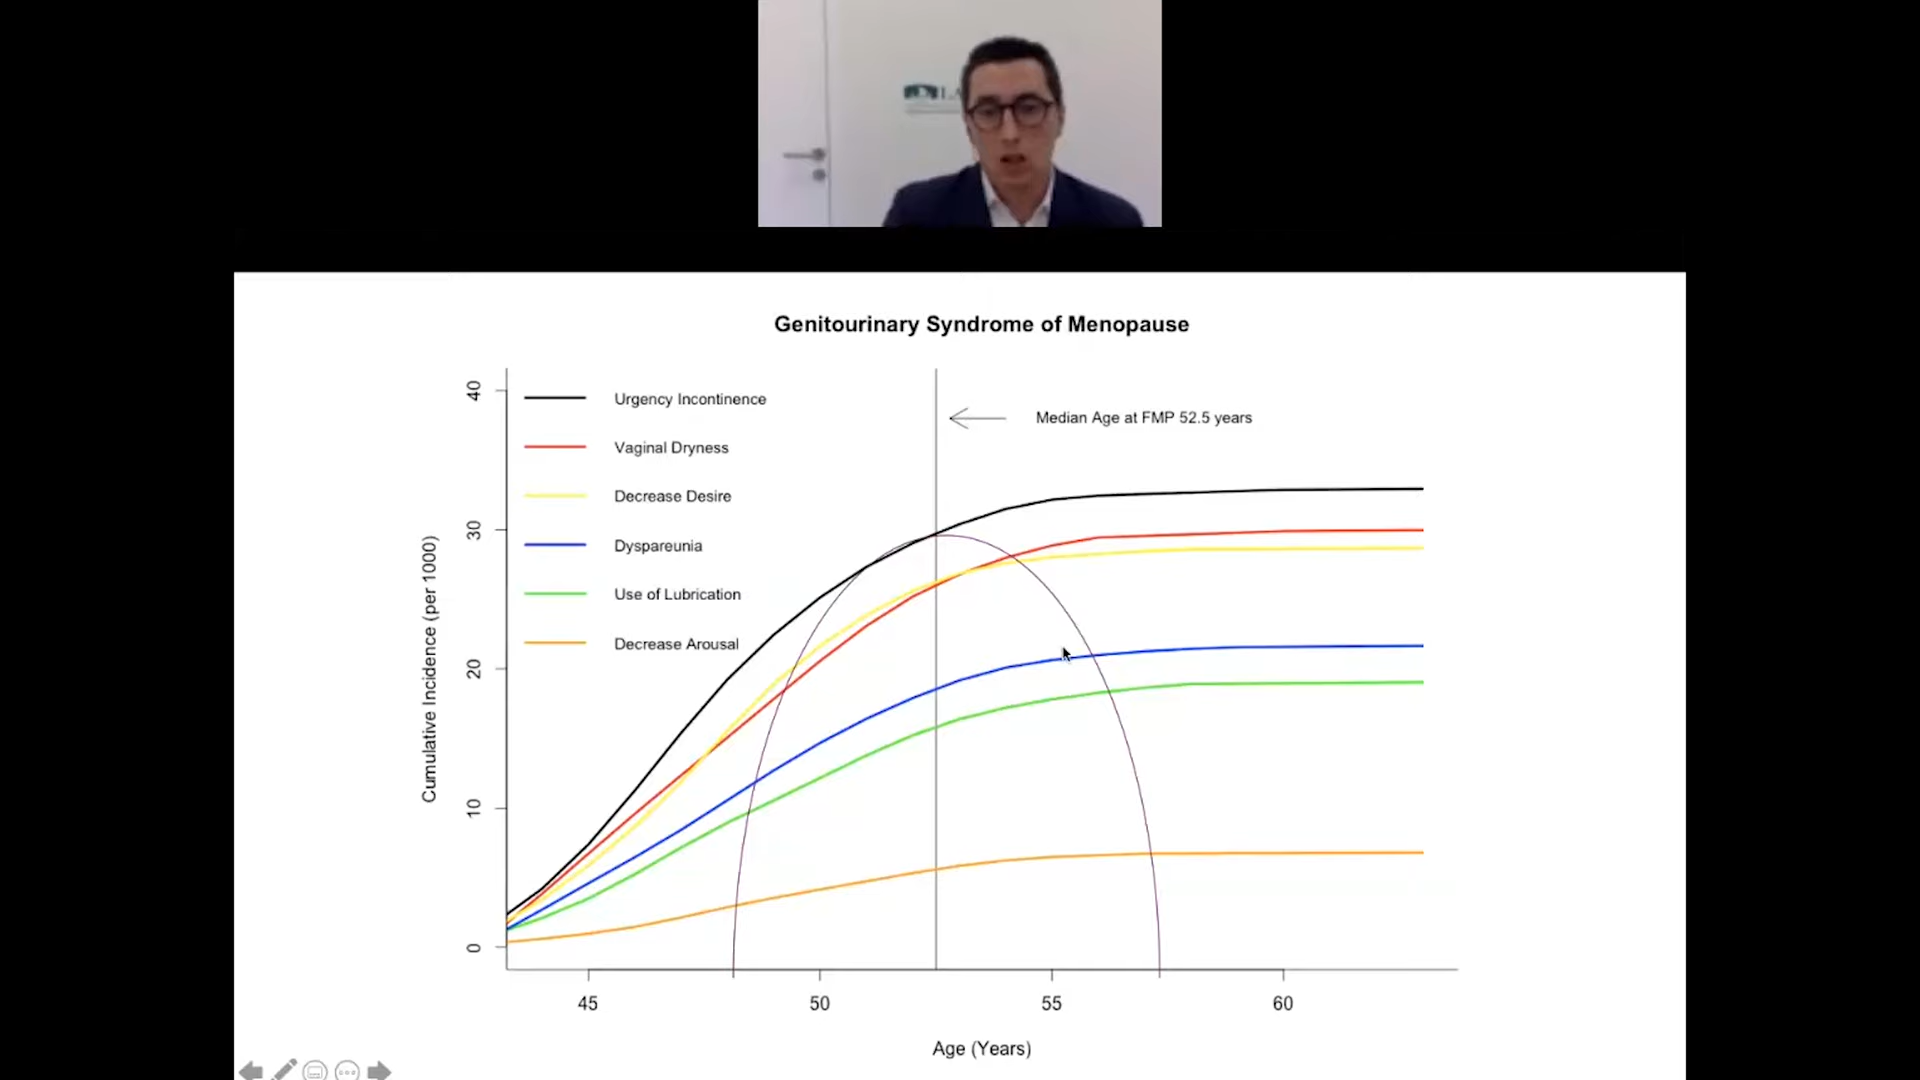 Genitourinary Syndrome of Menopause
Urgency Incontinence
Vaginal Dryness
Decrease Desire
Dyspareunia
Use of Lubrication
Decrease Arousal
Median Age at FMP 52.5 years
Cumulative Incidence (per 1000)
40
30
20
10
0
45 50 55 60
Age (Years)